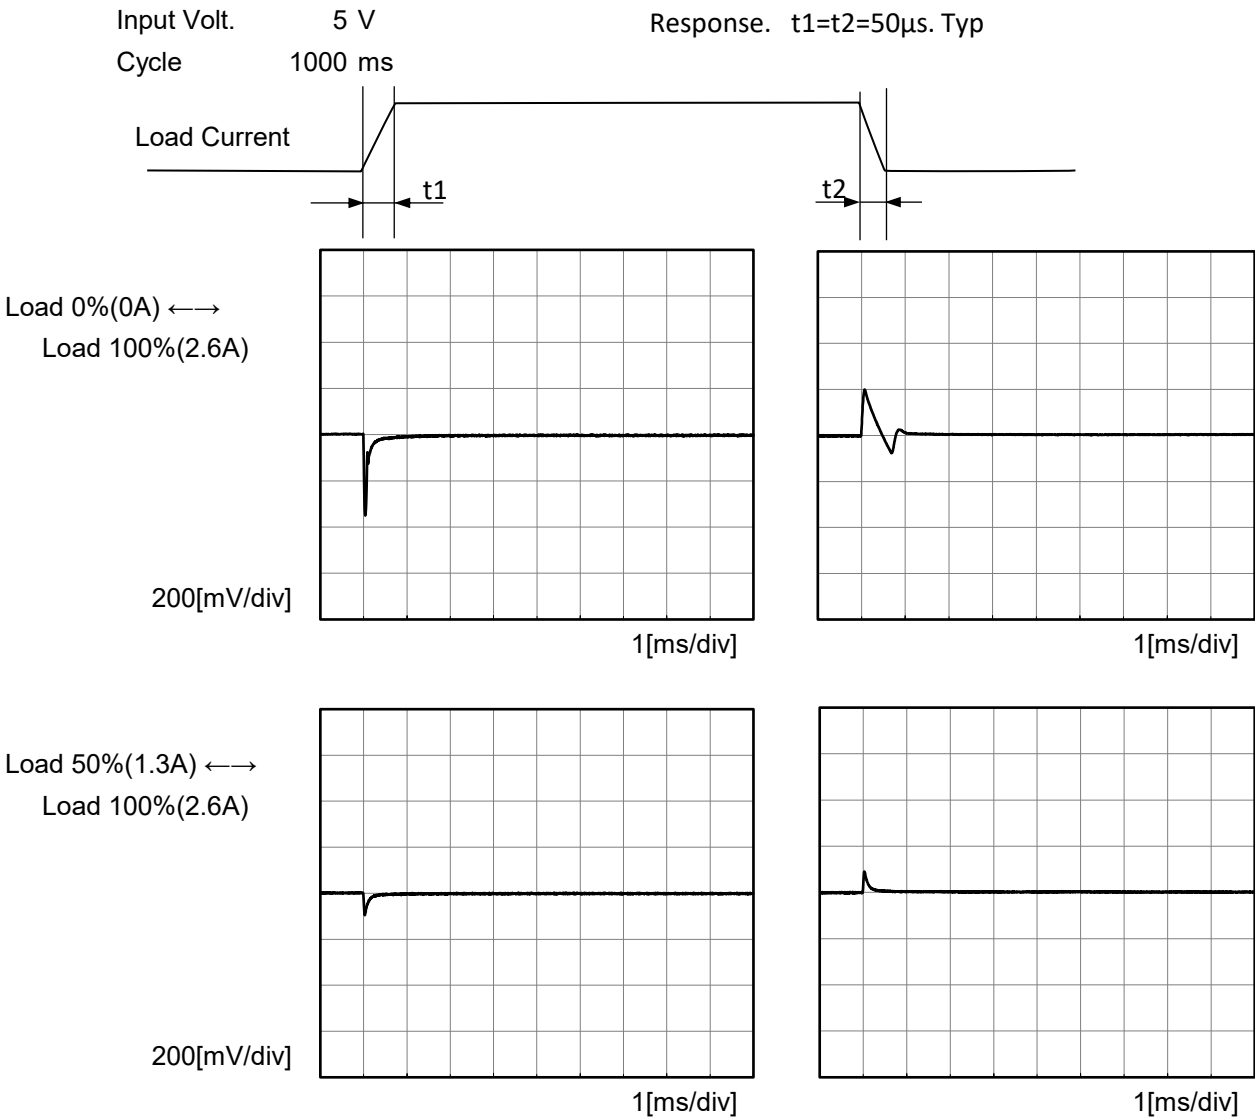 Input Volt. 5 V
Response. t1=t2=50μs. Typ
Cycle 1000 ms
Load Current
t1
t2
Load 0%(0A) ←→
Load 100%(2.6A)
200[mV/div]
1[ms/div]
1[ms/div]
Load 50%(1.3A) ←→
Load 100%(2.6A)
200[mV/div]
1[ms/div]
1[ms/div]